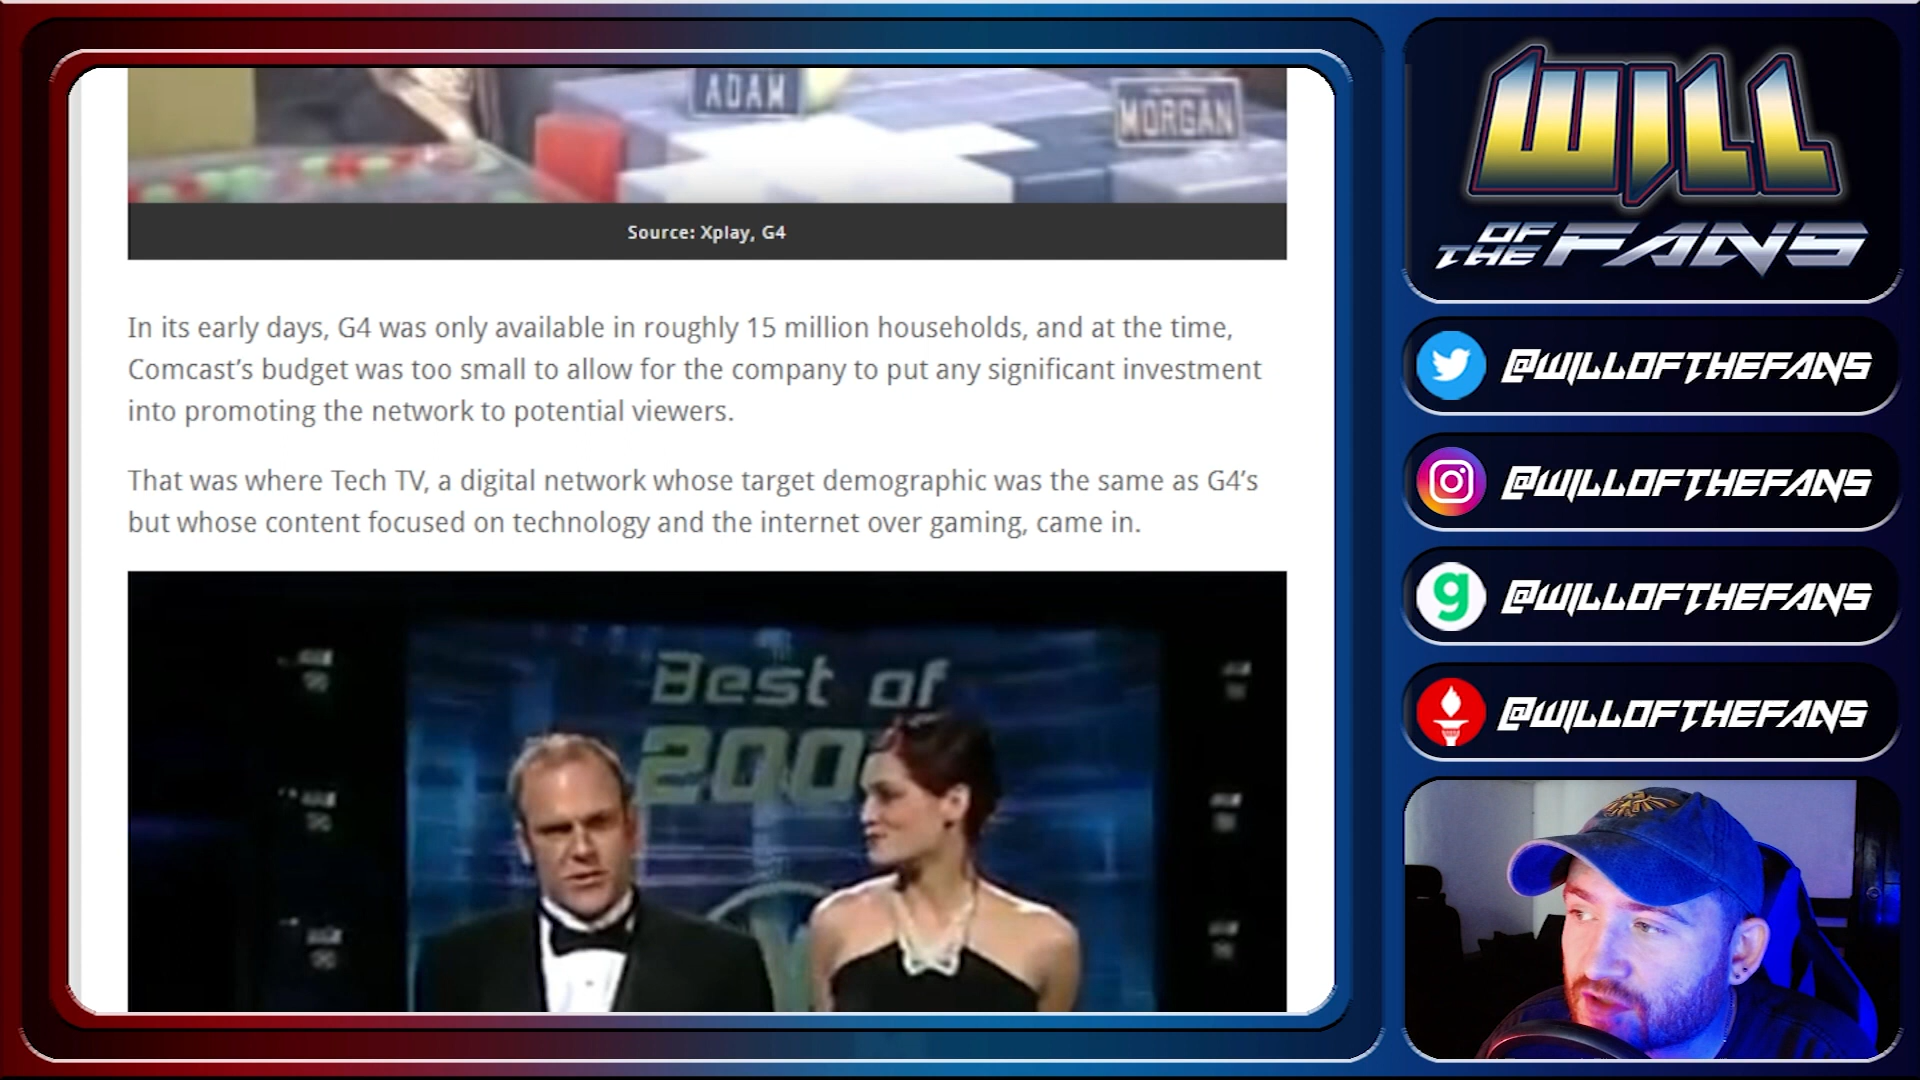 ADAM
MORGAN
Source: Xplay, G4
In its early days, G4 was only available in roughly 15 million households, and at the time,
Comcast’s budget was too small to allow for the company to put any significant investment
into promoting the network to potential viewers.
That was where Tech TV, a digital network whose target demographic was the same as G4’s
but whose content focused on technology and the internet over gaming, came in.
Best of
200
WILL
OF
THE FANS
@WILLOFTHEFANS
@WILLOFTHEFANS
g
@WILLOFTHEFANS
@WILLOFTHEFANS